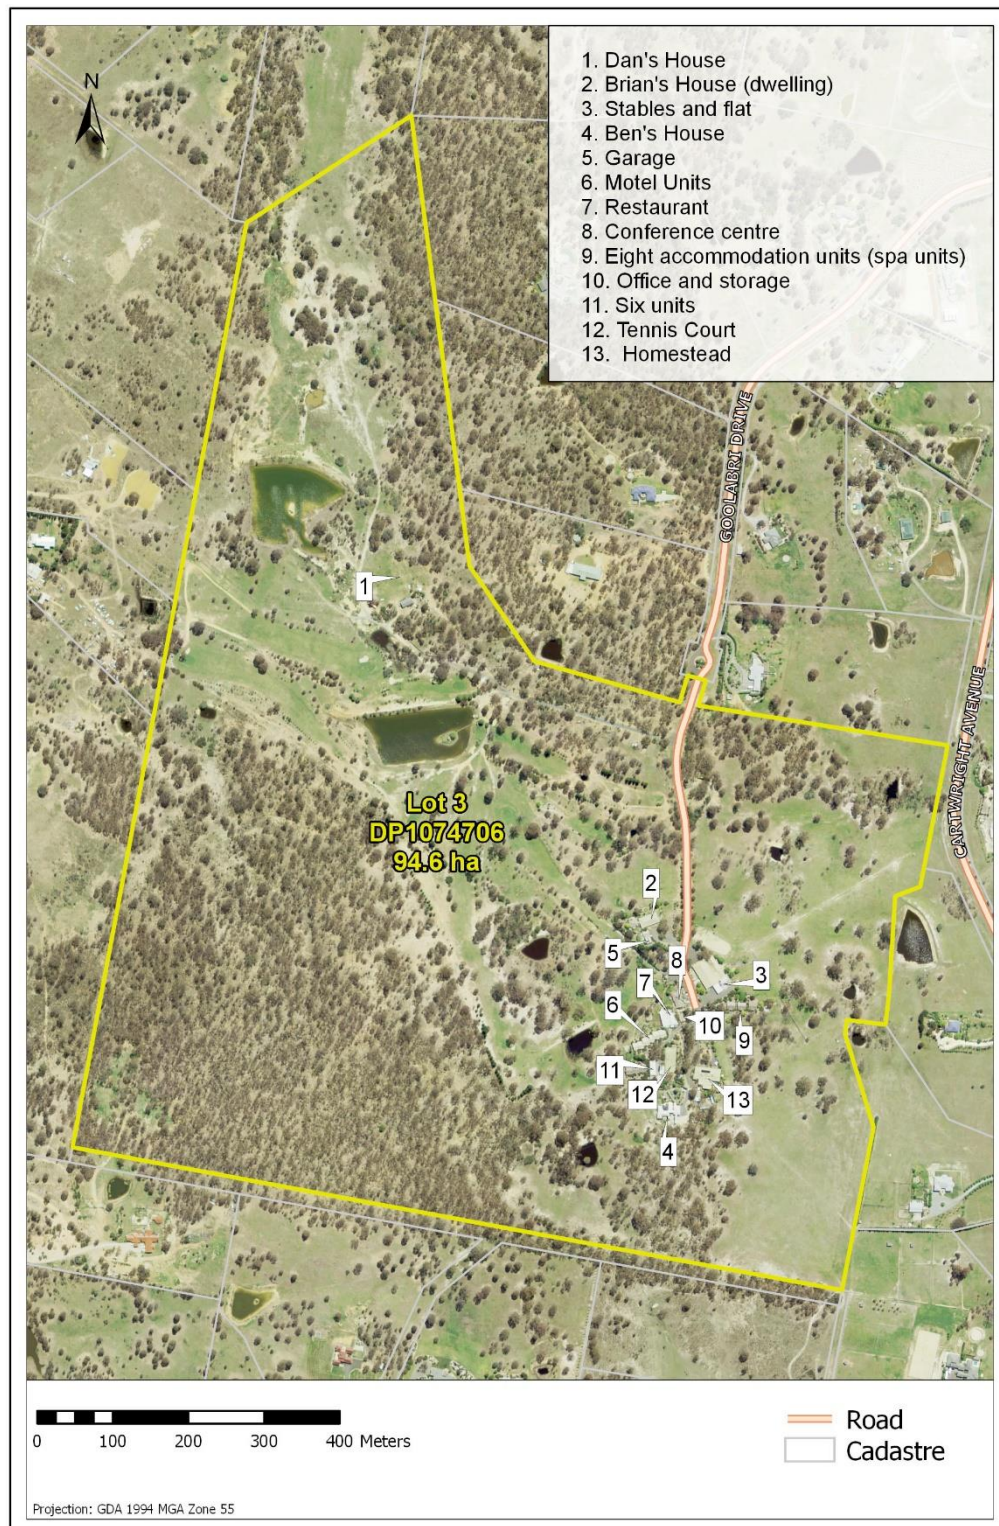 N
1. Dan's House
2. Brian's House (dwelling)
3. Stables and flat
4. Ben's House
5. Garage
6. Motel Units
7. Restaurant
8. Conference centre
9. Eight accommodation units (spa units)
10. Office and storage
11. Six units
12. Tennis Court
13. Homestead
GOOLABRI DRIVE
CARTWRIGHT AVENUE
1
Lot 3
DP1074706
94.6 ha
2
5
8
3
7
6
10
9
11
12
13
4
0 100 200 300 400 Meters
Road
Cadastre
Projection: GDA 1994 MGA Zone 55